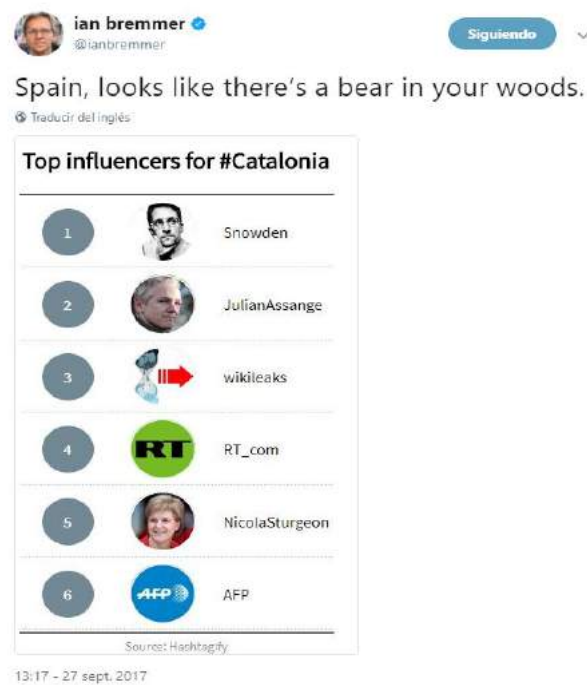 ian bremmer
@ianbremmer
Siguiendo
Spain, looks like there's a bear in your woods.
Traducir del inglés
Top influencers for #Catalonia
1 Snowden
2 JulianAssange
3 wikileaks
4 RT RT_com
5 NicolaSturgeon
6 AFP AFP
Source: Hashtagify
13:17 - 27 sept. 2017